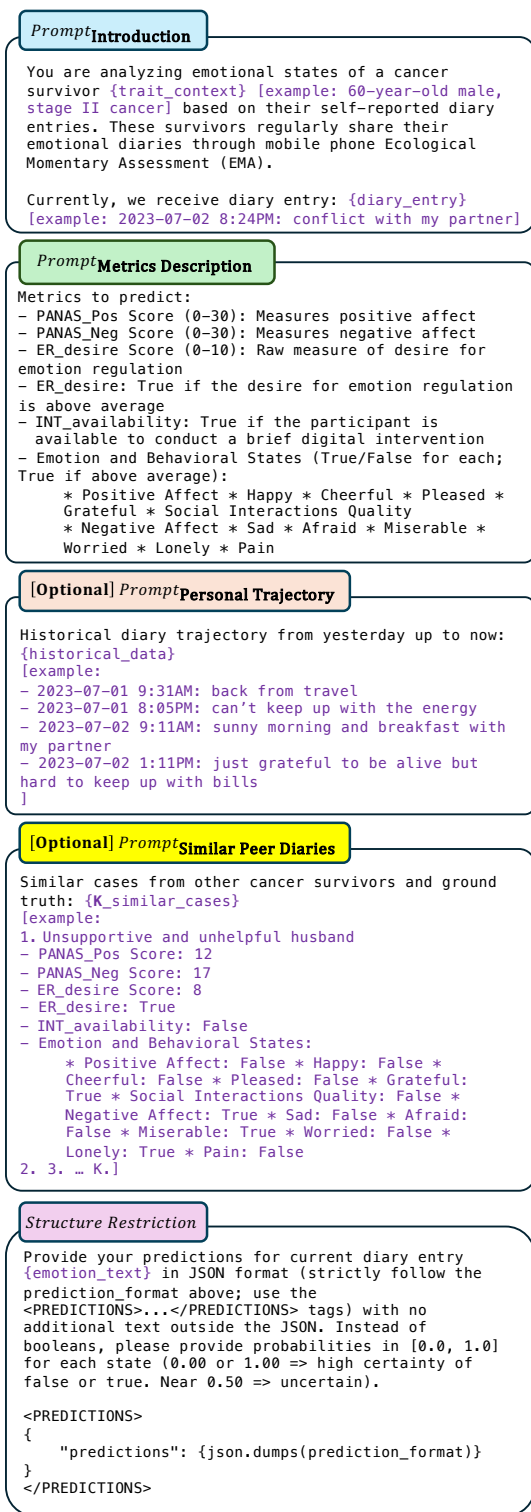 Prompt Introduction
You are analyzing emotional states of a cancer
survivor {trait_context} [example: 60-year-old male,
stage II cancer] based on their self-reported diary
entries. These survivors regularly share their
emotional diaries through mobile phone Ecological
Momentary Assessment (EMA).
Currently, we receive diary entry: {diary_entry}
[example: 2023-07-02 8:24PM: conflict with my partner]
Prompt Metrics Description
Metrics to predict:
– PANAS_Pos Score (0–30): Measures positive affect
– PANAS_Neg Score (0–30): Measures negative affect
– ER_desire Score (0–10): Raw measure of desire for
emotion regulation
– ER_desire: True if the desire for emotion regulation
is above average
– INT_availability: True if the participant is
available to conduct a brief digital intervention
– Emotion and Behavioral States (True/False for each;
True if above average):
* Positive Affect * Happy * Cheerful * Pleased *
Grateful * Social Interactions Quality
* Negative Affect * Sad * Afraid * Miserable *
Worried * Lonely * Pain
[Optional] Prompt Personal Trajectory
Historical diary trajectory from yesterday up to now:
{historical_data}
[example:
– 2023-07-01 9:31AM: back from travel
– 2023-07-01 8:05PM: can’t keep up with the energy
– 2023-07-02 9:11AM: sunny morning and breakfast with
my partner
– 2023-07-02 1:11PM: just grateful to be alive but
hard to keep up with bills
]
[Optional] Prompt Similar Peer Diaries
Similar cases from other cancer survivors and ground
truth: {K_similar_cases}
[example:
1. Unsupportive and unhelpful husband
– PANAS_Pos Score: 12
– PANAS_Neg Score: 17
– ER_desire Score: 8
– ER_desire: True
– INT_availability: False
– Emotion and Behavioral States:
* Positive Affect: False * Happy: False *
Cheerful: False * Pleased: False * Grateful:
True * Social Interactions Quality: False *
Negative Affect: True * Sad: False * Afraid:
False * Miserable: True * Worried: False *
Lonely: True * Pain: False
2. 3. … K.]
Structure Restriction
Provide your predictions for current diary entry
{emotion_text} in JSON format (strictly follow the
prediction_format above; use the
<PREDICTIONS>...</PREDICTIONS> tags) with no
additional text outside the JSON. Instead of
booleans, please provide probabilities in [0.0, 1.0]
for each state (0.00 or 1.00 => high certainty of
false or true. Near 0.50 => uncertain).
<PREDICTIONS>
{
"predictions": {json.dumps(prediction_format)}
}
</PREDICTIONS>